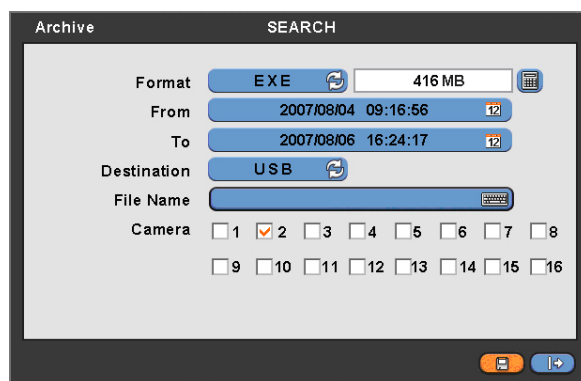 Archive SEARCH
Format EXE 416 MB
From 2007/08/04 09:16:56 12
To 2007/08/06 16:24:17 12
Destination USB
File Name
Camera 1 2 3 4 5 6 7 8
9 10 11 12 13 14 15 16